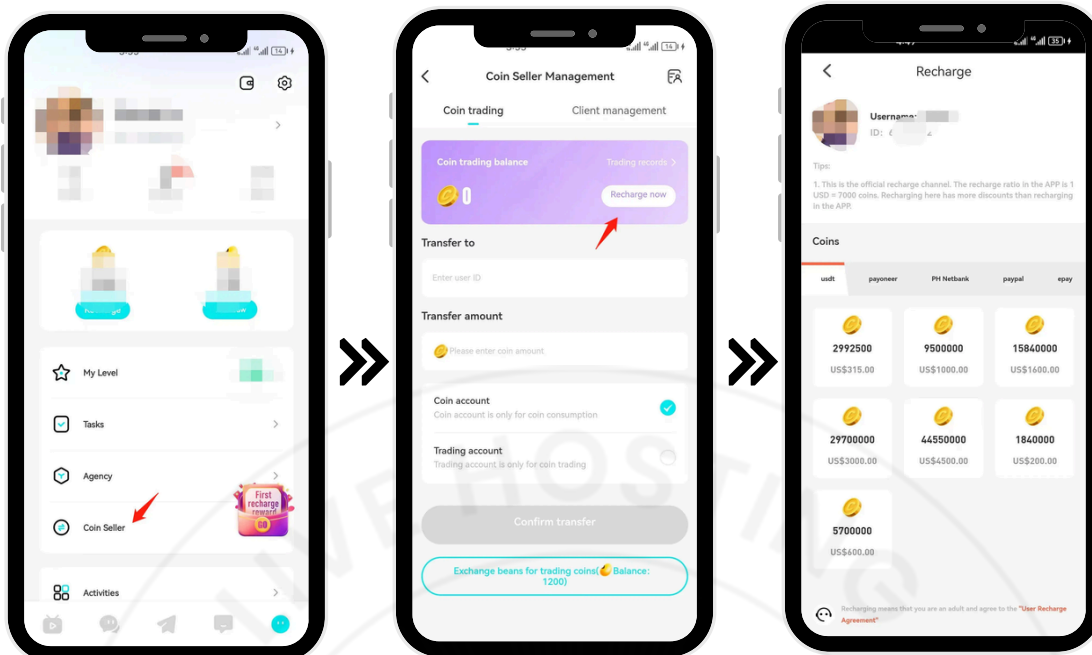 14
My Level
Tasks
Agency
First
recharge
reward
GO
Coin Seller
Activities
14
Coin Seller Management
Coin trading
Client management
Coin trading balance
Trading records >
0
Recharge now
Transfer to
Enter user ID
Transfer amount
Please enter coin amount
Coin account
Coin account is only for coin consumption
Trading account
Trading account is only for coin trading
Confirm transfer
Exchange beans for trading coins( Balance:
1200)
35
Recharge
Username:
ID:
Tips:
1. This is the official recharge channel. The recharge ratio in the APP is 1
USD = 7000 coins. Recharging here has more discounts than recharging
in the APP.
Coins
usdt payoneer PH Netbank paypal epay
2992500 9500000 15840000
US$315.00 US$1000.00 US$1600.00
29700000 44550000 1840000
US$3000.00 US$4500.00 US$200.00
5700000
US$600.00
Recharging means that you are an adult and agree to the "User Recharge
Agreement"
LIVE HOSTING